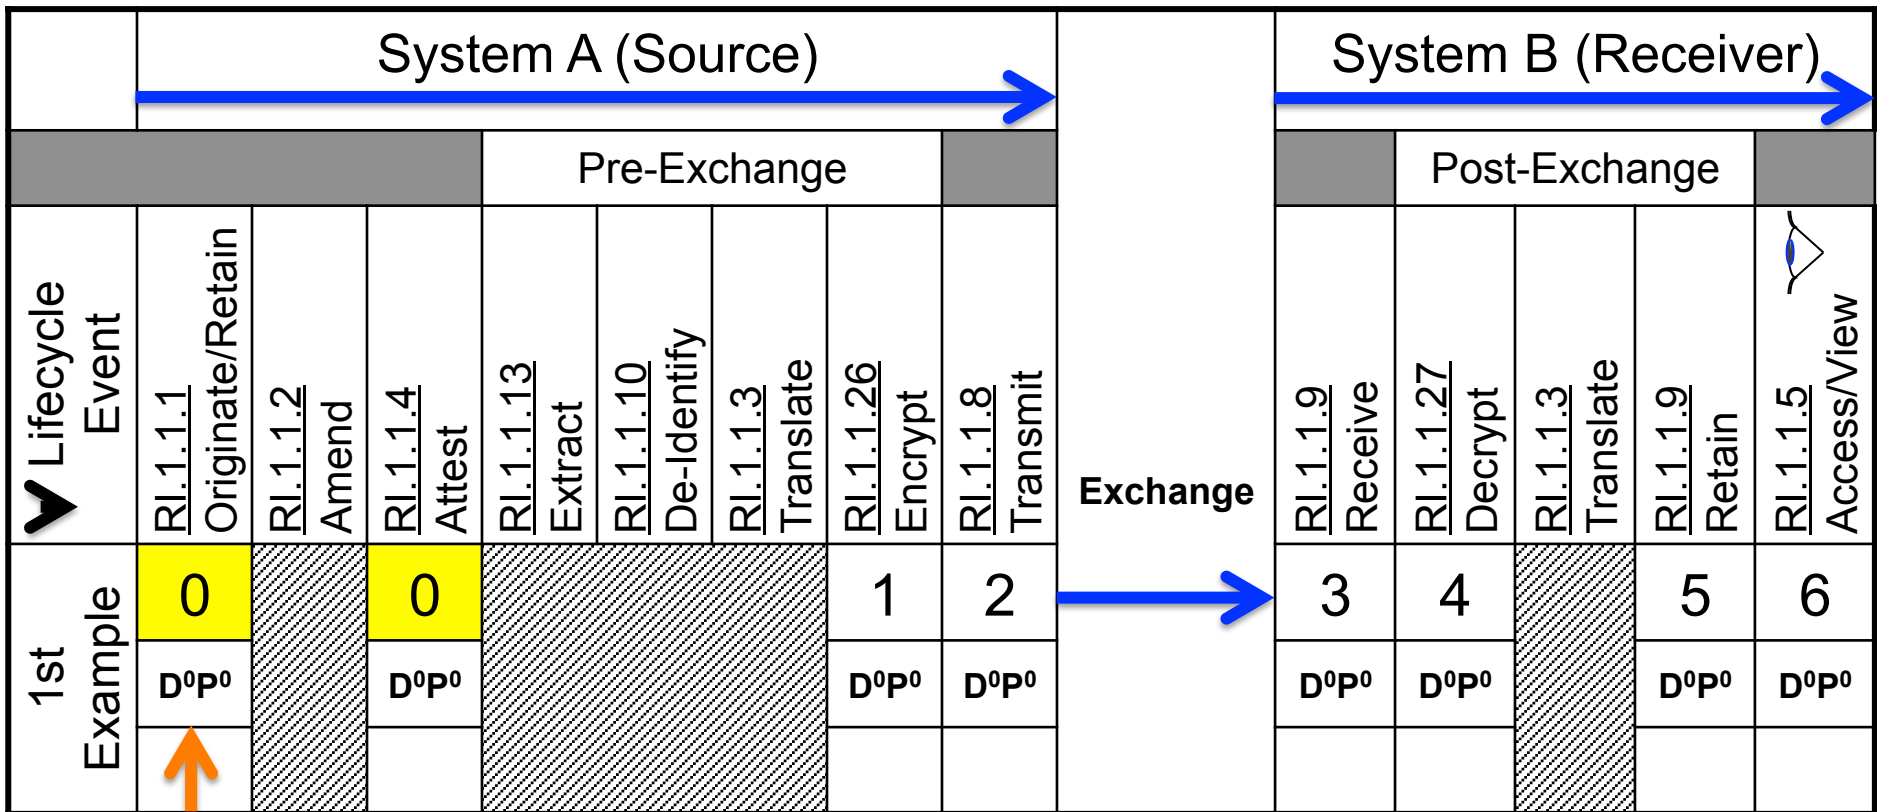 System A (Source)
System B (Receiver)
Pre-Exchange
Post-Exchange
Lifecycle
Event
RI.1.1.1
Originate/Retain
RI.1.1.2
Amend
RI.1.1.4
Attest
RI.1.1.13
Extract
RI.1.1.10
De-Identify
RI.1.1.3
Translate
RI.1.1.26
Encrypt
RI.1.1.8
Transmit
Exchange
RI.1.1.9
Receive
RI.1.1.27
Decrypt
RI.1.1.3
Translate
RI.1.1.9
Retain
RI.1.1.5
Access/View
1st
Example
0 0 1 2 3 4 5 6
D⁰P⁰ D⁰P⁰ D⁰P⁰ D⁰P⁰ D⁰P⁰ D⁰P⁰ D⁰P⁰ D⁰P⁰